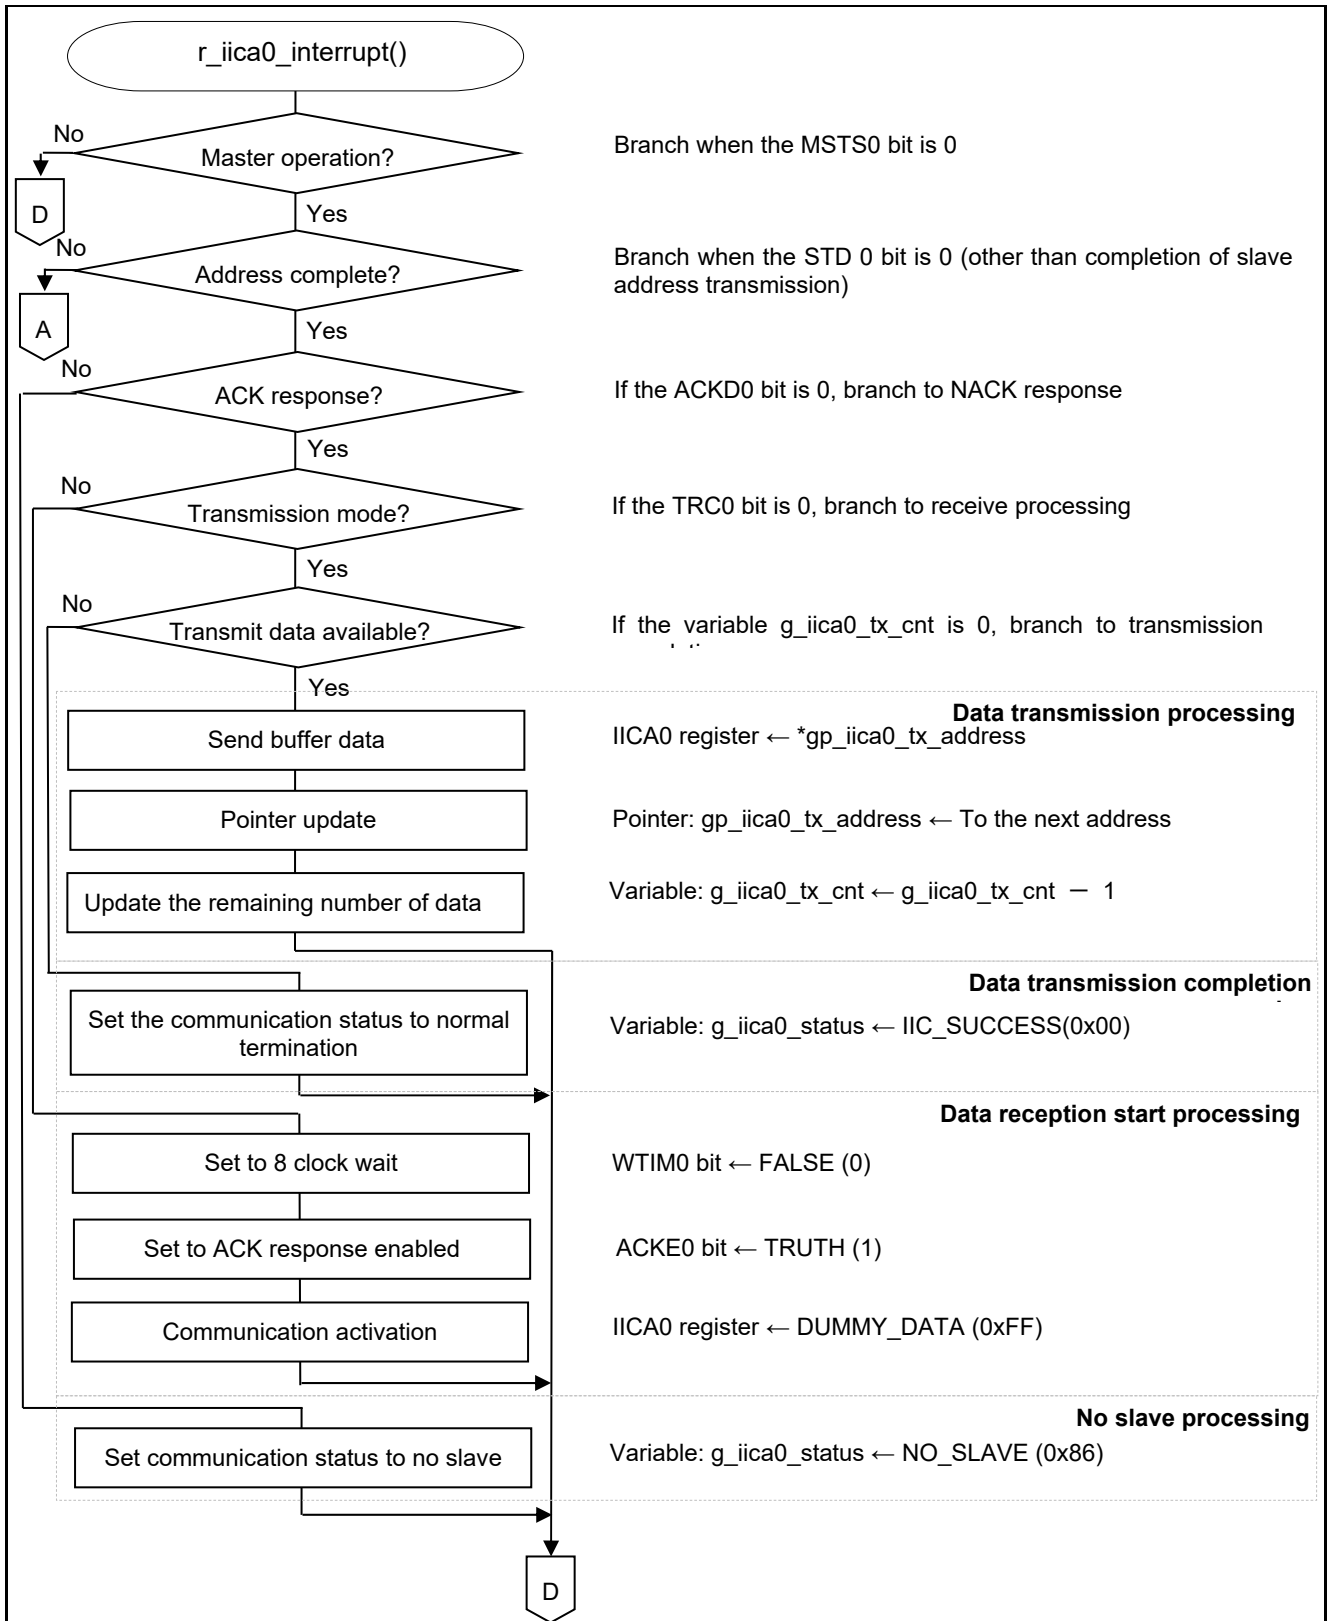 r_iica0_interrupt()
No
Master operation?
Branch when the MSTS0 bit is 0
D
Yes
No
Address complete?
Branch when the STD 0 bit is 0 (other than completion of slave
address transmission)
A
Yes
No
ACK response?
If the ACKD0 bit is 0, branch to NACK response
Yes
No
Transmission mode?
If the TRC0 bit is 0, branch to receive processing
Yes
No
Transmit data available?
If the variable g_iica0_tx_cnt is 0, branch to transmission
Yes
Data transmission processing
Send buffer data
IICA0 register ← *gp_iica0_tx_address
Pointer update
Pointer: gp_iica0_tx_address ← To the next address
Update the remaining number of data
Variable: g_iica0_tx_cnt ← g_iica0_tx_cnt － 1
Data transmission completion
Set the communication status to normal
termination
Variable: g_iica0_status ← IIC_SUCCESS(0x00)
Data reception start processing
Set to 8 clock wait
WTIM0 bit ← FALSE (0)
Set to ACK response enabled
ACKE0 bit ← TRUTH (1)
Communication activation
IICA0 register ← DUMMY_DATA (0xFF)
No slave processing
Set communication status to no slave
Variable: g_iica0_status ← NO_SLAVE (0x86)
D